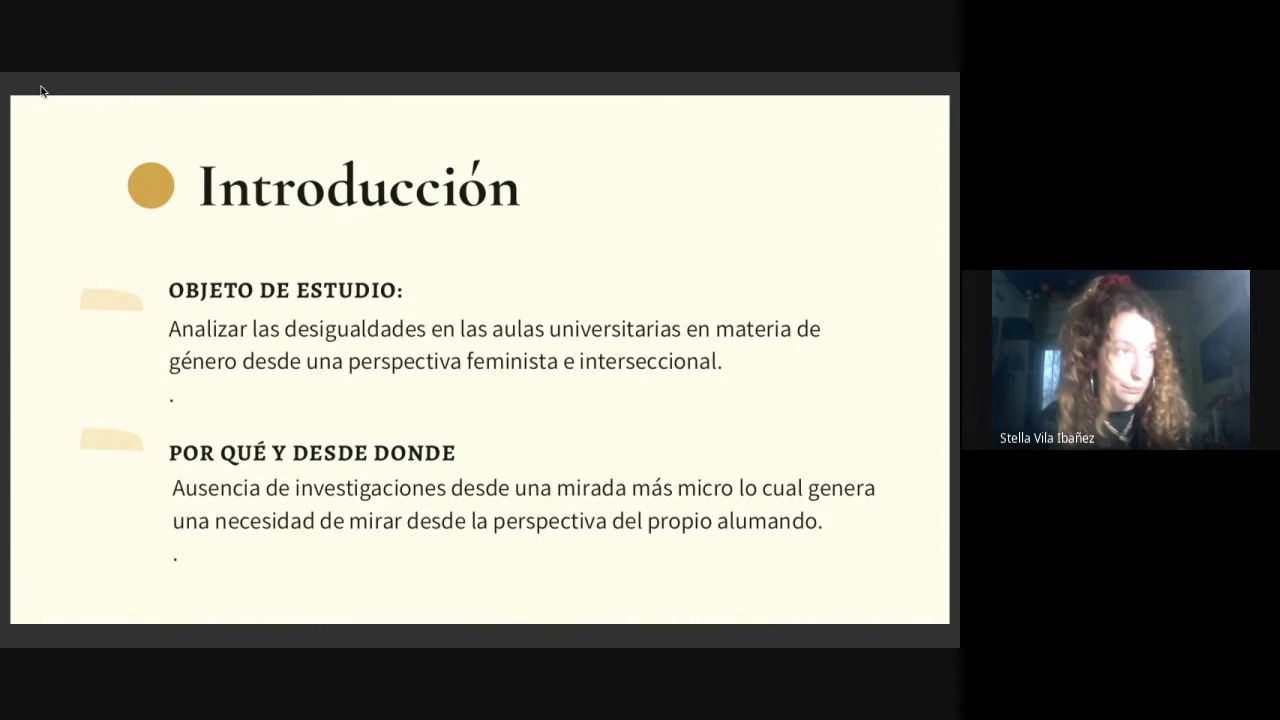 Introducción
OBJETO DE ESTUDIO:
Analizar las desigualdades en las aulas universitarias en materia de
género desde una perspectiva feminista e interseccional.
.
POR QUÉ Y DESDE DONDE
Ausencia de investigaciones desde una mirada más micro lo cual genera
una necesidad de mirar desde la perspectiva del propio alumando.
.
Stella Vila Ibañez